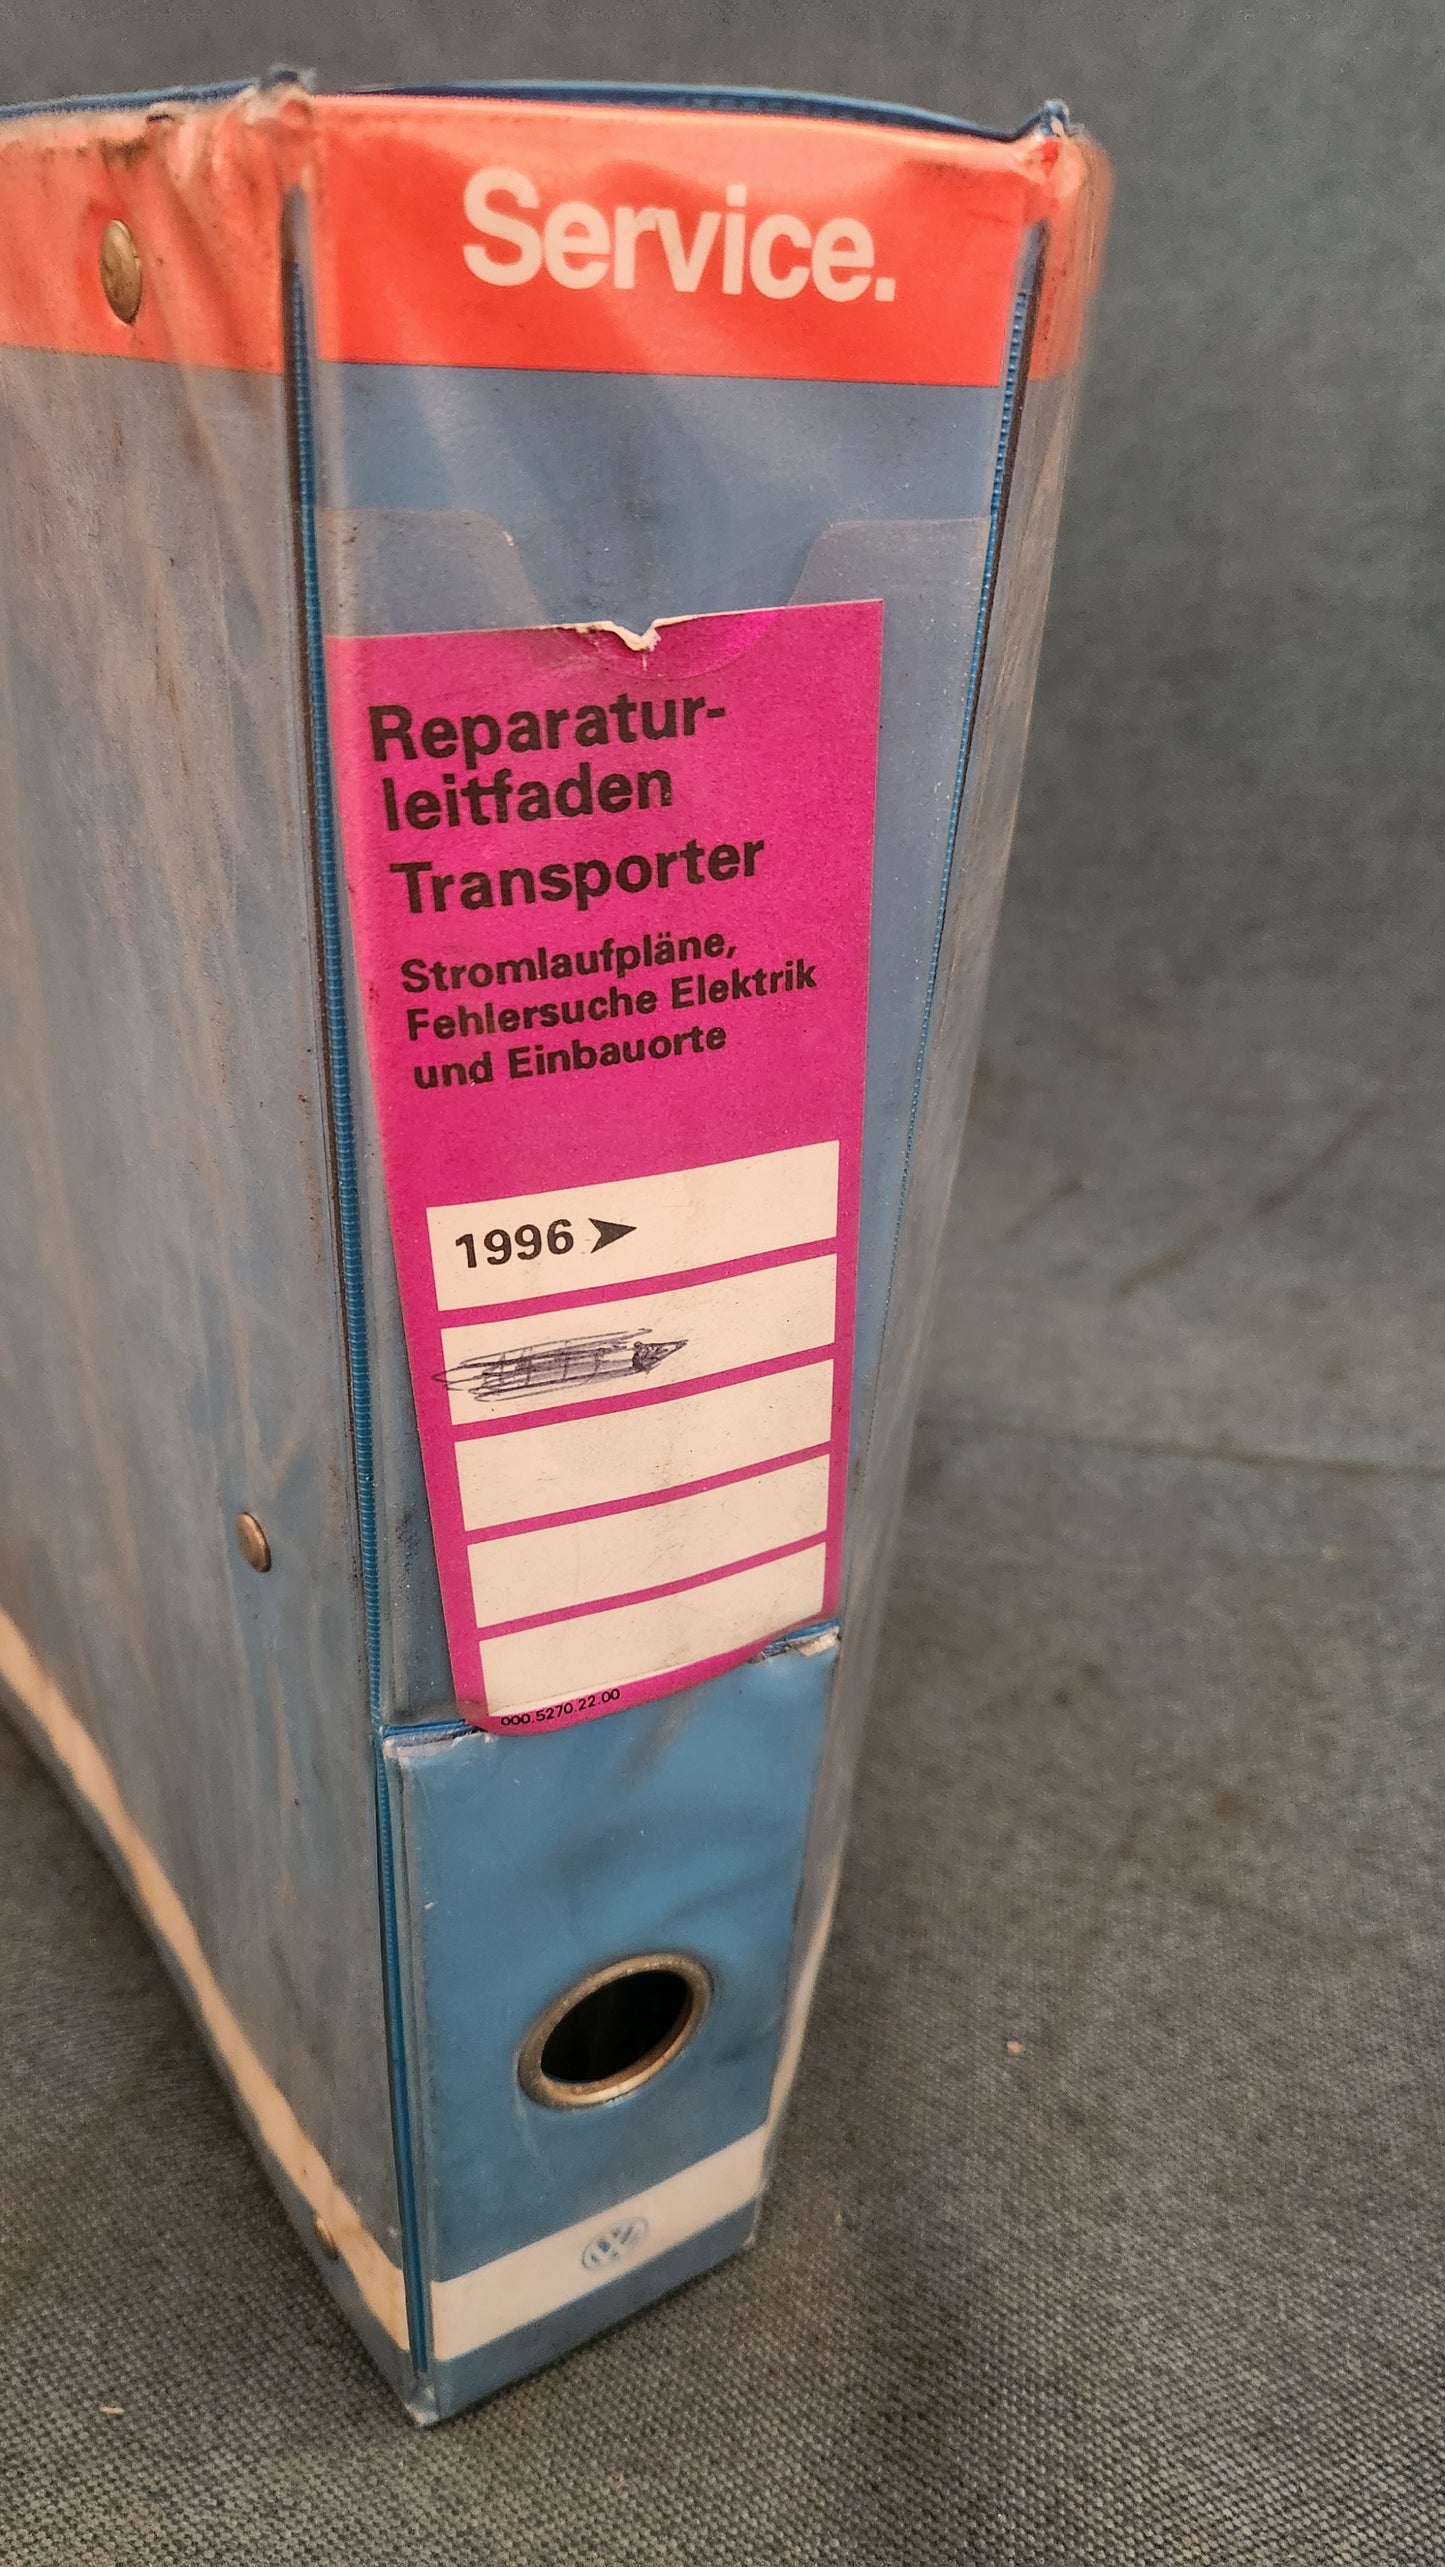 Service.
Reparatur-
leitfaden
Transporter
Stromlaufpläne,
Fehlersuche Elektrik
und Einbauorte
1996 ➤
000.5270.22.00